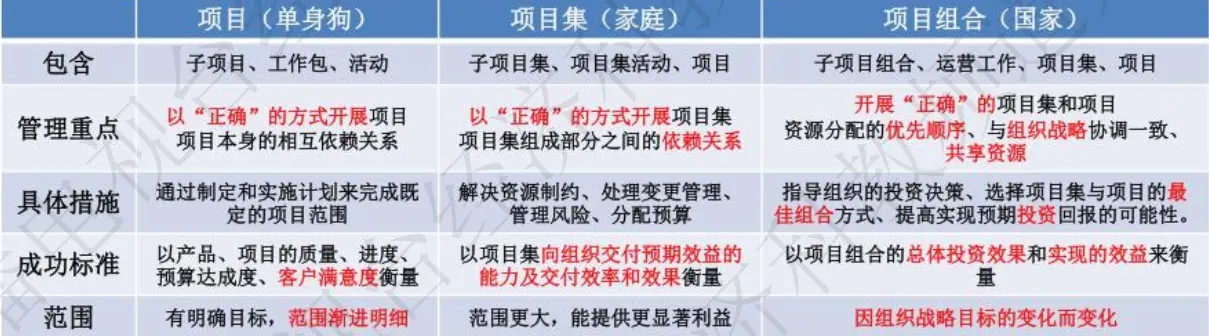 项目（单身狗） 项目集（家庭） 项目组合（国家）
包含 子项目、工作包、活动 子项目集、项目集活动、项目 子项目组合、运营工作、项目集、项目
管理重点
以“正确”的方式开展项目
项目本身的相互依赖关系
以“正确”的方式开展项目集
项目集组成部分之间的依赖关系
开展“正确”的项目集和项目
资源分配的优先顺序、与组织战略协调一致、
共享资源
具体措施
通过制定和实施计划来完成既
定的项目范围
解决资源制约、处理变更管理、
管理风险、分配预算
指导组织的投资决策、选择项目集与项目的最
佳组合方式、提高实现预期投资回报的可能性。
成功标准
以产品、项目的质量、进度、
预算达成度、客户满意度衡量
以项目集向组织交付预期效益的
能力及交付效率和效果衡量
以项目组合的总体投资效果和实现的效益来衡
量
范围 有明确目标，范围渐进明细 范围更大，能提供更显著利益 因组织战略目标的变化而变化